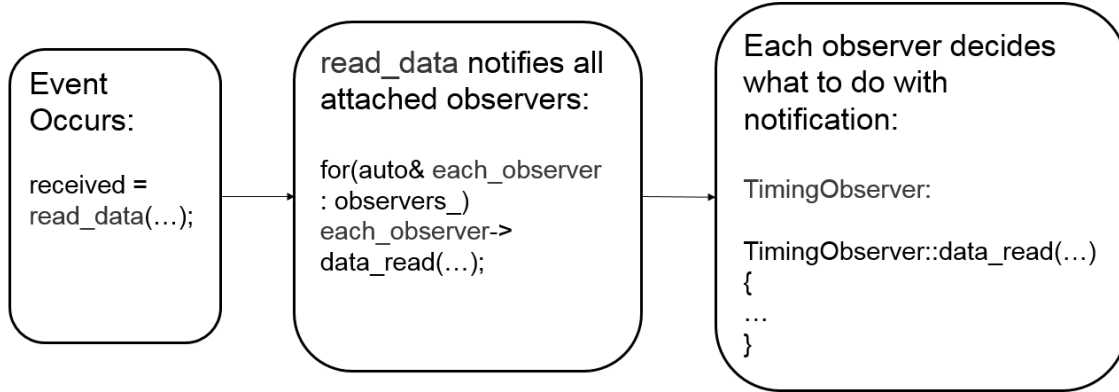 Event
Occurs:
received =
read_data(…);
read_data notifies all
attached observers:
for(auto& each_observer
: observers_)
each_observer->
data_read(…);
Each observer decides
what to do with
notification:
TimingObserver:
TimingObserver::data_read(…)
{
…
}